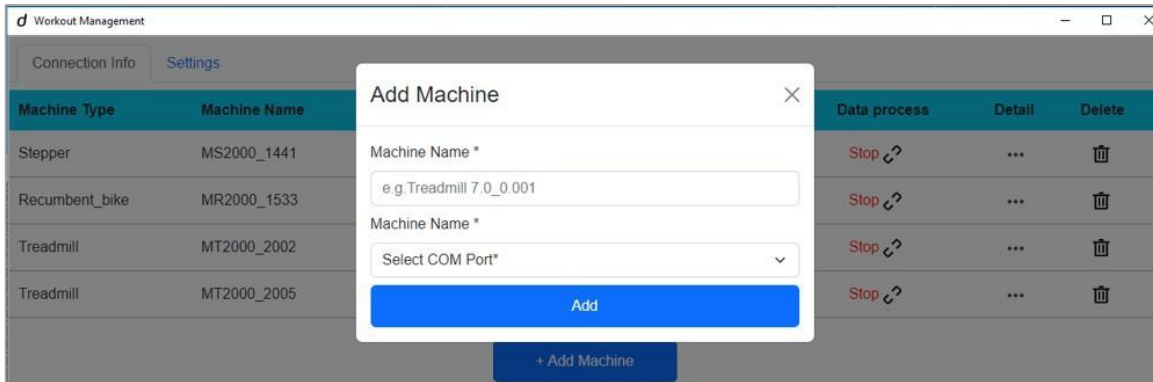 d Workout Management
Connection Info Settings
Add Machine
Machine Type Machine Name Data process Detail Delete
Machine Name *
Stepper MS2000_1441 Stop
e.g.Treadmill 7.0_0.001
Recumbent_bike MR2000_1533 Stop
Machine Name *
Treadmill MT2000_2002 Stop
Select COM Port*
Treadmill MT2000_2005 Stop
Add
+ Add Machine